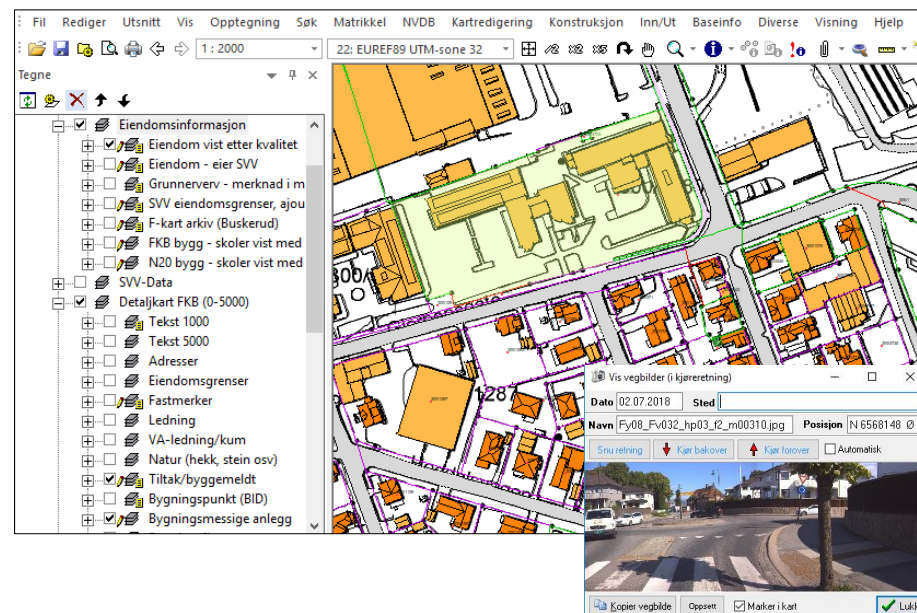 Fil Rediger Utsnitt Vis Opptegning Søk Matrikkel NVDB Kartredigering Konstruksjon Inn/Ut Baseinfo Diverse Visning Hjelp
1 : 2000 22: EUREF89 UTM-sone 32
Tegne
Eiendomsinformasjon
Eiendom vist etter kvalitet
Eiendom - eier SVV
Grunnerverv - merknad i m
SVV eiendomsgrenser, ajou
F-kart arkiv (Buskerud)
FKB bygg - skoler vist med
N20 bygg - skoler vist med
SVV-Data
Detaljkart FKB (0-5000)
Tekst 1000
Tekst 5000
Adresser
Eiendomsgrenser
Fastmerker
Ledning
VA-ledning/kum
Natur (hekk, stein osv)
Tiltak/byggemeldt
Bygningspunkt (BID)
Bygningsmessige anlegg
1287
Vis vegbilder (i kjøreretning)
Dato 02.07.2018 Sted
Navn Fy08_Fv032_hp03_f2_m00310.jpg Posisjon N 6568148 Ø
Snu retning Kjør bakover Kjør forover Automatisk
Kopier vegbilde Oppsett Marker i kart Lukk